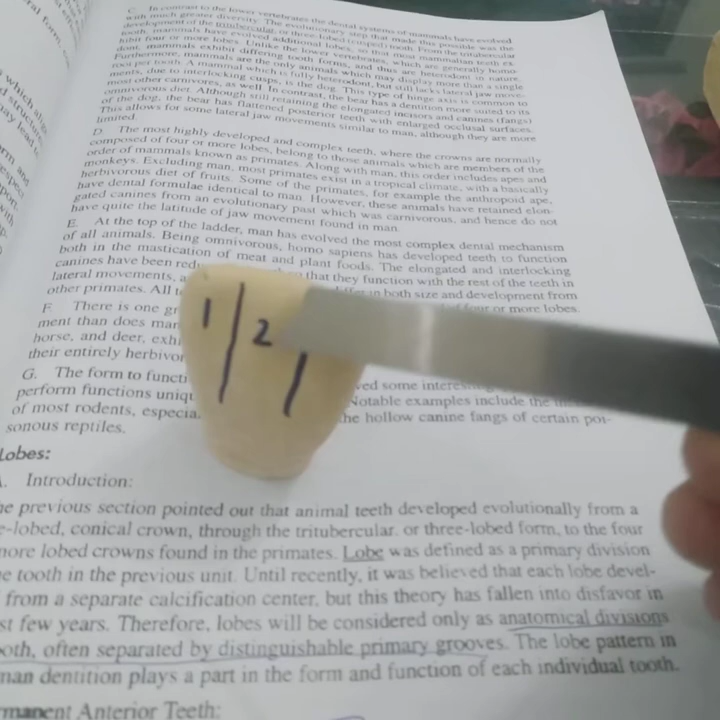 C. In contrast to the lower vertebrates the dental systems of mammals have evolved
with much greater diversity. The evolutionary step that made this possible was the
development of the tritubercular, or three-lobed (cusped) tooth. From the tritubercular
tooth, mammals have evolved additional lobes, so that most mammalian teeth ex-
hibit four or more lobes. Unlike the lower vertebrates, which are generally homo-
dont, mammals exhibit differing tooth forms, and thus are heterodont in nature.
Furthermore, mammals are the only animals which may display more than a single
root per tooth. A mammal which is fully heterodont, but still lacks lateral jaw move-
ments, due to interlocking cusps, is the dog. This type of hinge axis is common to
most other carnivores, as well. In contrast, the bear has a dentition more suited to its
omnivorous diet. Although still retaining the elongated incisors and canines (fangs)
of the dog, the bear has flattened posterior teeth with enlarged occlusal surfaces.
This allows for some lateral jaw movements similar to man, although they are more
limited.
D. The most highly developed and complex teeth, where the crowns are normally
composed of four or more lobes, belong to those animals which are members of the
order of mammals known as primates. Along with man, this order includes apes and
monkeys. Excluding man, most primates exist in a tropical climate, with a basically
herbivorous diet of fruits. Some of the primates, for example the anthropoid ape,
have dental formulae identical to man. However, these animals have retained elon-
gated canines from an evolutionary past which was carnivorous, and hence do not
have quite the latitude of jaw movement found in man.
E. At the top of the ladder, man has evolved the most complex dental mechanism
of all animals. Being omnivorous, homo sapiens has developed teeth to function
both in the mastication of meat and plant foods. The elongated and interlocking
canines have been that they function with the rest of the teeth in
lateral movements, in both size and development from
other primates. All four or more lobes.
F. There is one
ment than does man
horse, and deer,
their entirely
G. The form to ved some
perform functions Notable examples include the
of most rodents, he hollow canine fangs of certain poi-
sonous reptiles.
1 2
Lobes:
A. Introduction:
he previous section pointed out that animal teeth developed evolutionally from a
e-lobed, conical crown, through the tritubercular, or three-lobed form, to the four
more lobed crowns found in the primates. Lobe was defined as a primary division
e tooth in the previous unit. Until recently, it was believed that each lobe devel-
from a separate calcification center, but this theory has fallen into disfavor in
st few years. Therefore, lobes will be considered only as anatomical divisions
ooth, often separated by distinguishable primary grooves. The lobe pattern in
man dentition plays a part in the form and function of each individual tooth.
rmanent Anterior Teeth: